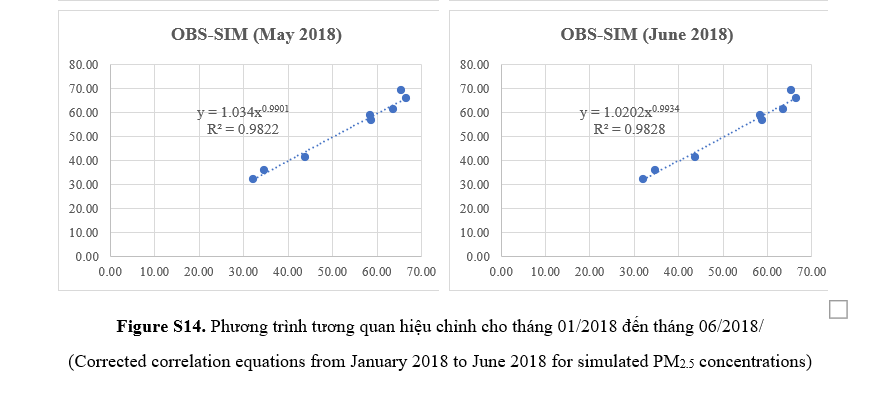 OBS-SIM (May 2018)
80.00
70.00
60.00
50.00
40.00
30.00
20.00
10.00
0.00
y = 1.034x^0.9901
R² = 0.9822
0.00 10.00 20.00 30.00 40.00 50.00 60.00 70.00
OBS-SIM (June 2018)
80.00
70.00
60.00
50.00
40.00
30.00
20.00
10.00
0.00
y = 1.0202x^0.9934
R² = 0.9828
0.00 10.00 20.00 30.00 40.00 50.00 60.00 70.00
Figure S14. Phương trình tương quan hiệu chỉnh cho tháng 01/2018 đến tháng 06/2018/
(Corrected correlation equations from January 2018 to June 2018 for simulated PM2.5 concentrations)